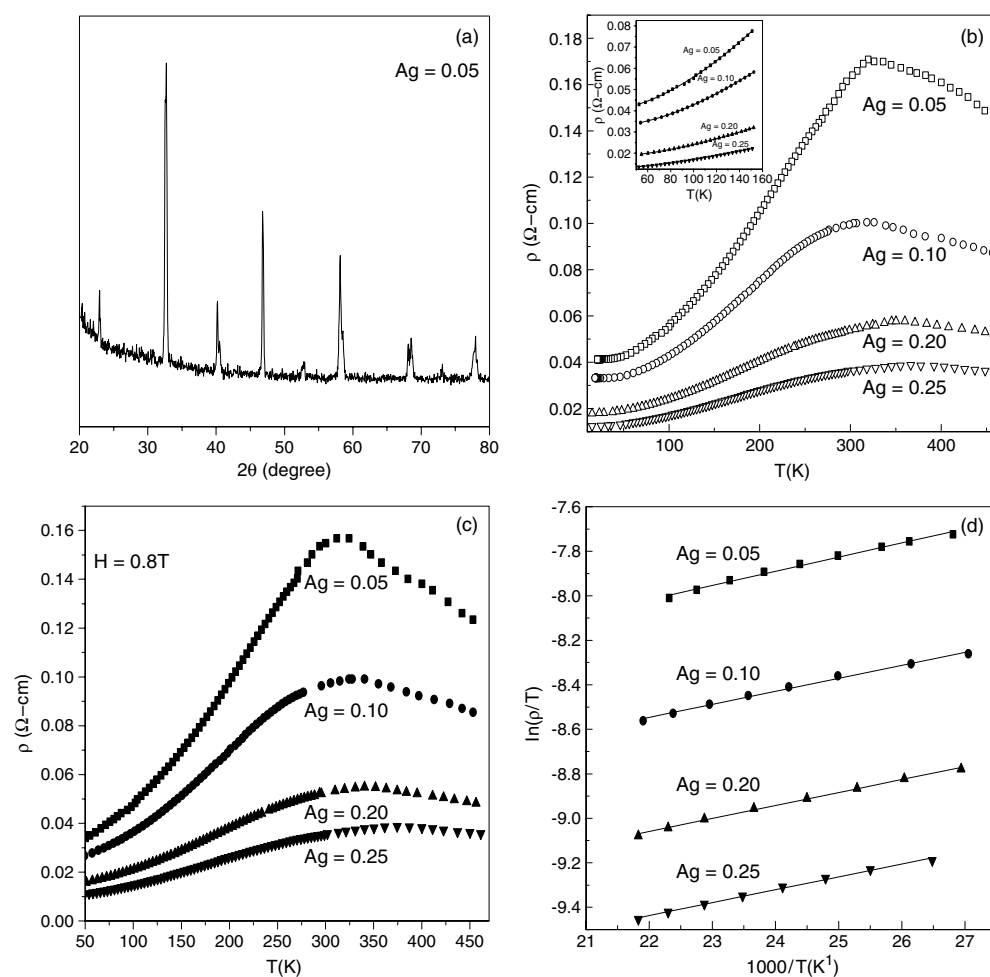 (a)
Ag = 0.05
20 30 40 50 60 70 80
2θ (degree)
(b)
0.18
0.16
0.14
0.12
0.10
0.08
0.06
0.04
0.02
ρ (Ω−cm)
100 200 300 400
T(K)
Ag = 0.05
Ag = 0.10
Ag = 0.20
Ag = 0.25
0.08
0.07
0.06
0.05
0.04
0.03
0.02
ρ (Ω−cm)
Ag = 0.05
Ag = 0.10
Ag = 0.20
Ag = 0.25
60 80 100 120 140 160
T(K)
(c)
H = 0.8T
0.16
0.14
0.12
0.10
0.08
0.06
0.04
0.02
0.00
ρ (Ω−cm)
Ag = 0.05
Ag = 0.10
Ag = 0.20
Ag = 0.25
50 100 150 200 250 300 350 400 450
T(K)
(d)
-7.6
-7.8
-8.0
-8.2
-8.4
-8.6
-8.8
-9.0
-9.2
-9.4
ln(ρ/T)
Ag = 0.05
Ag = 0.10
Ag = 0.20
Ag = 0.25
21 22 23 24 25 26 27
1000/T(K¹)